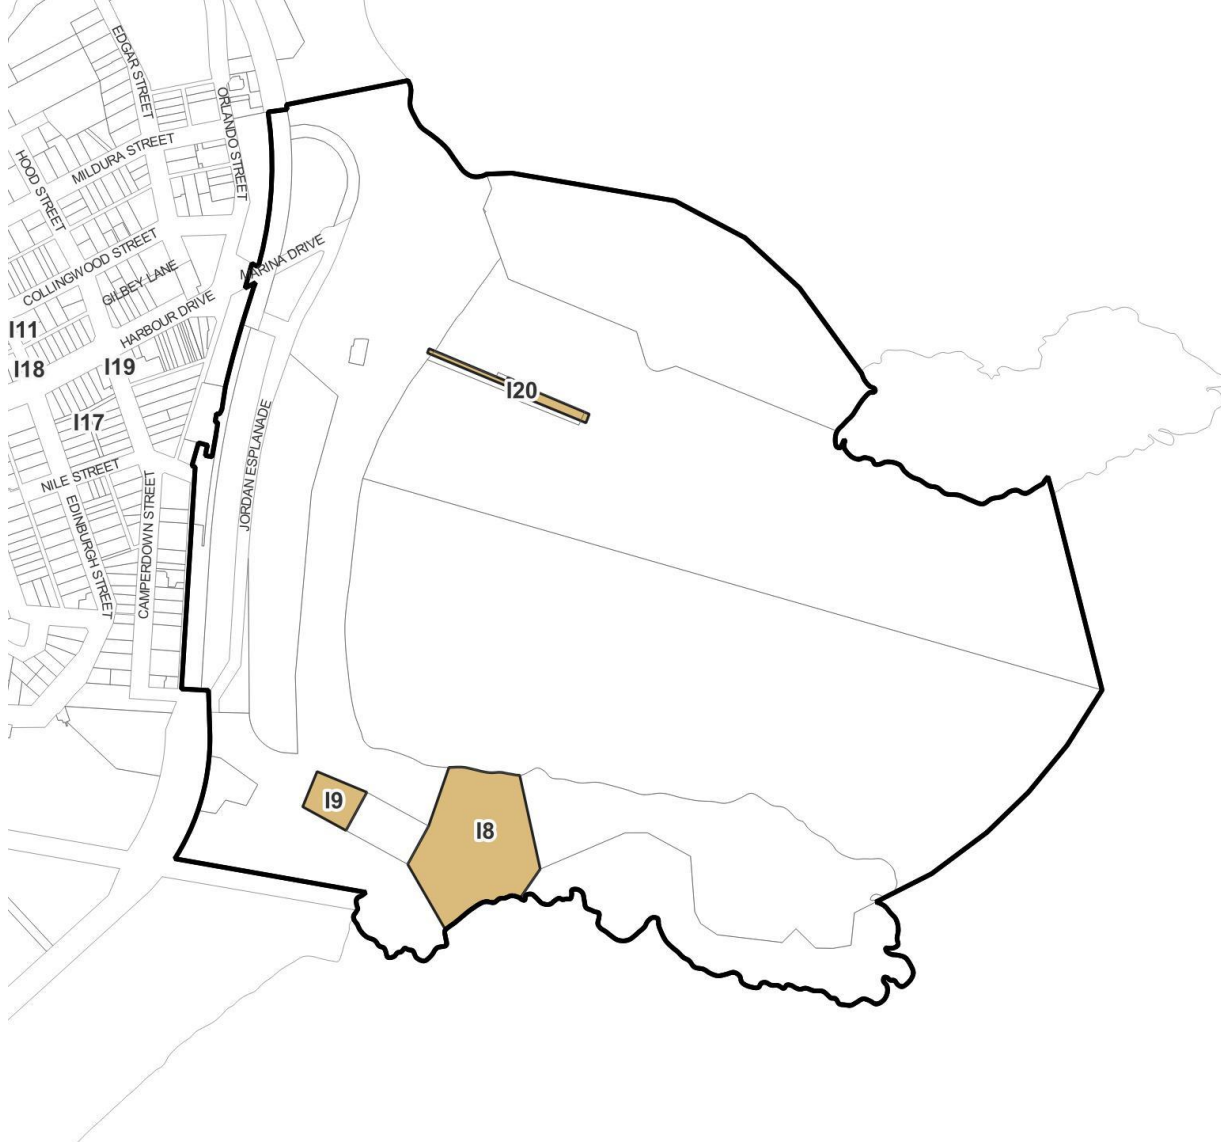 EDGAR STREET
ORLANDO STREET
MILDURA STREET
HOOD STREET
COLLINGWOOD STREET
GILBEY LANE
MARINA DRIVE
HARBOUR DRIVE
I11
I18
I19
I20
I17
JORDAN ESPLANADE
NILE STREET
CAMPERDOWN STREET
EDINBURGH STREET
I9
I8